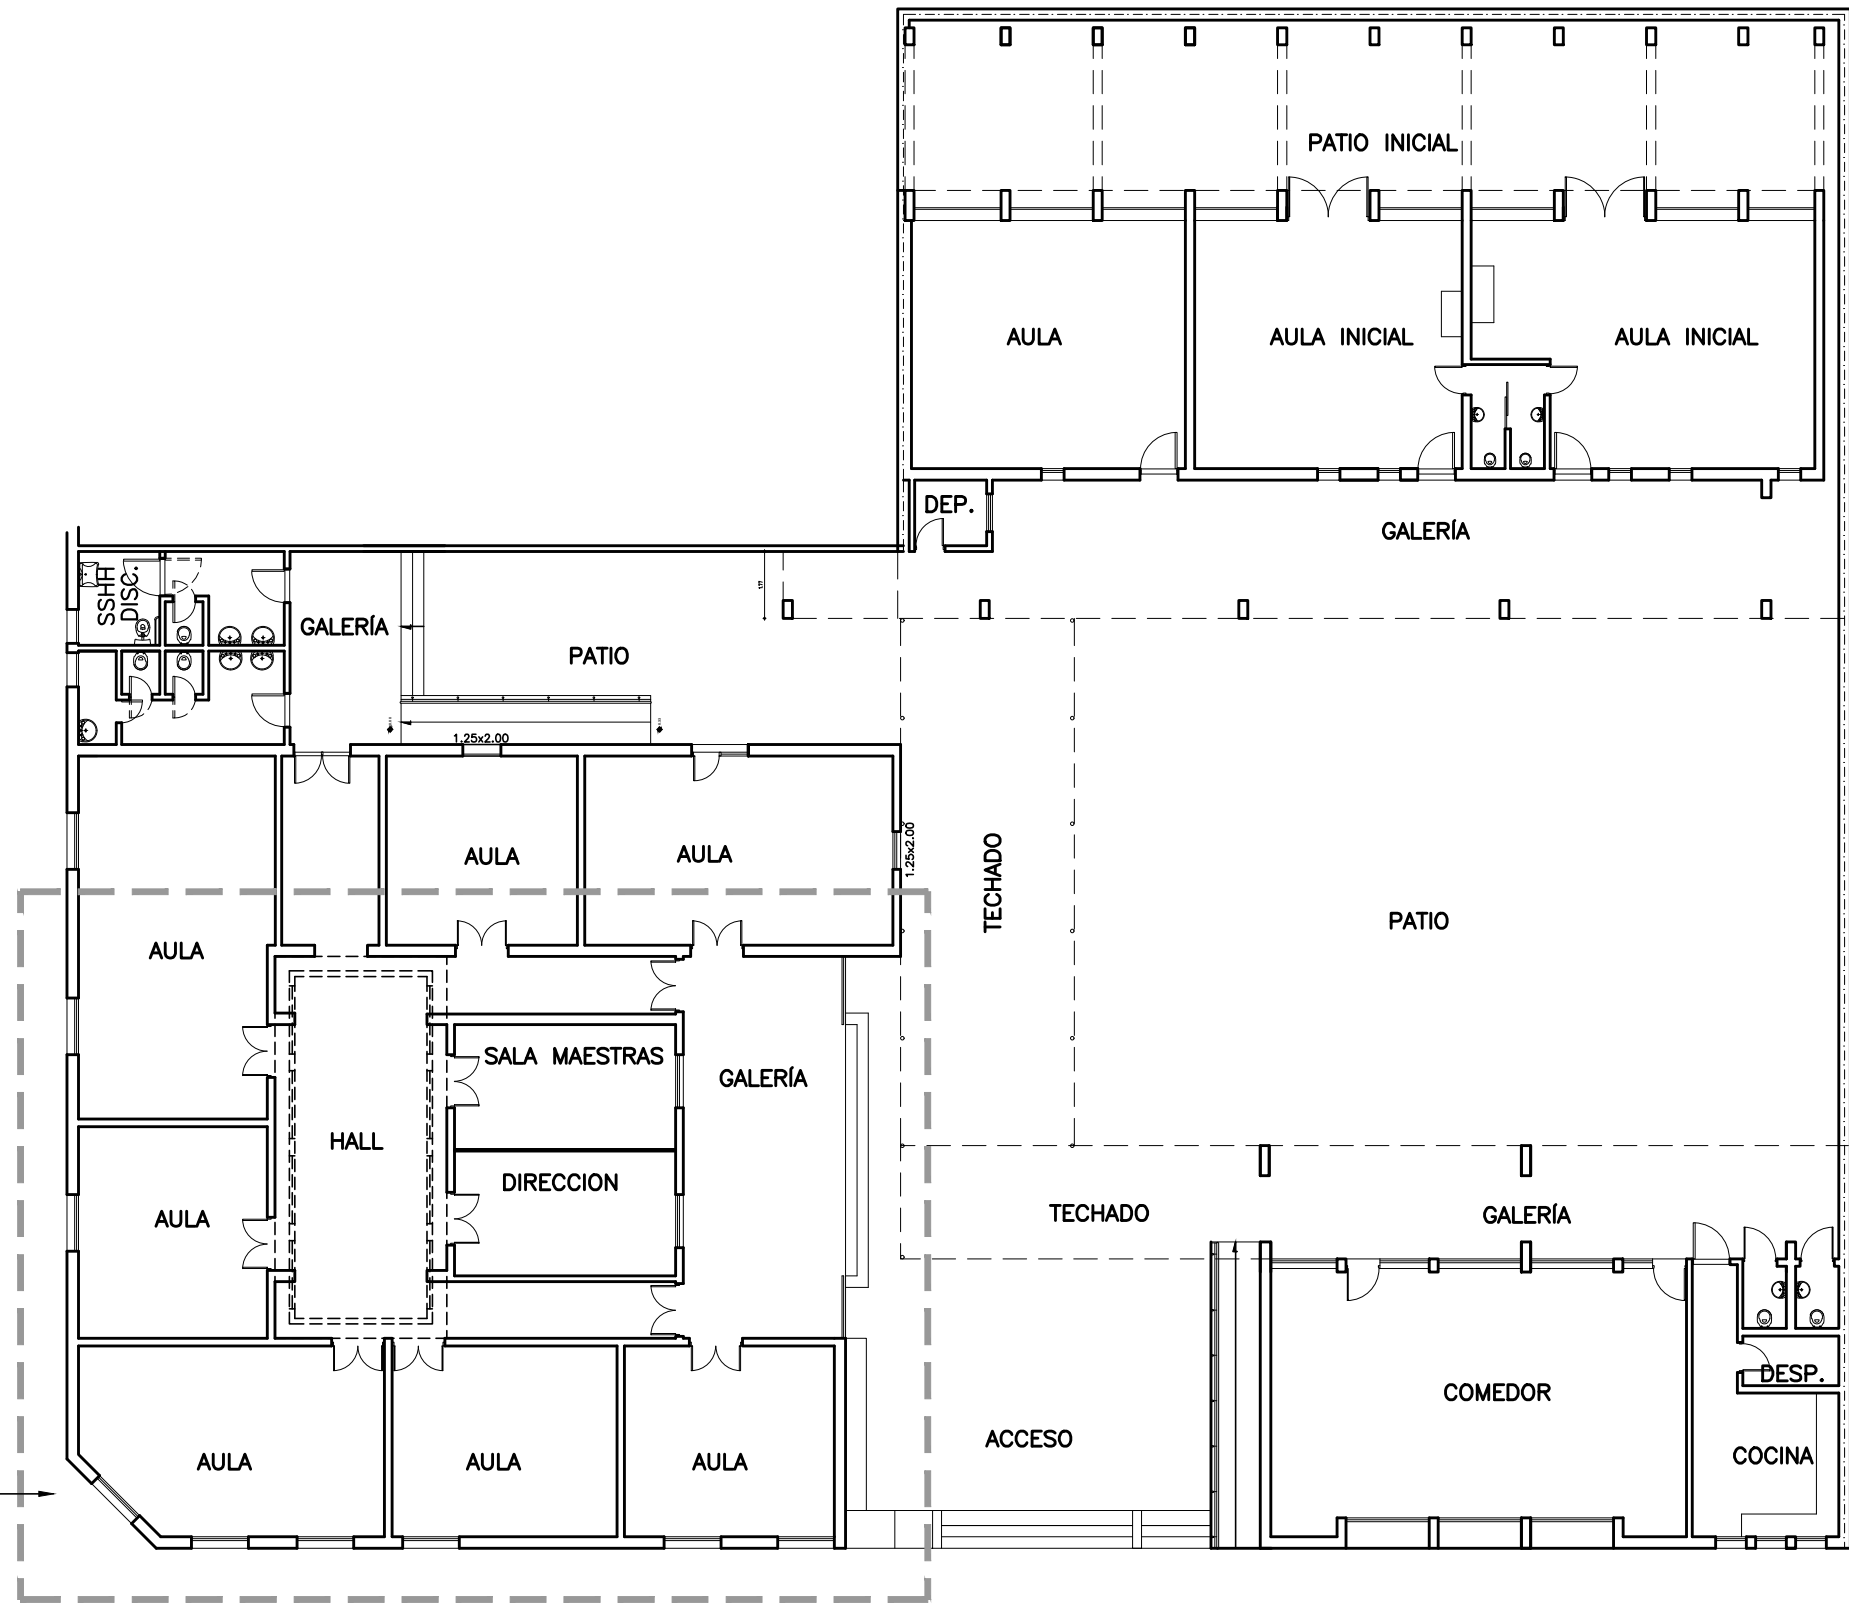 PATIO INICIAL
AULA
AULA INICIAL
AULA INICIAL
DEP.
GALERÍA
SSHH
DISC.
GALERÍA
PATIO
1.25x2.00
AULA
AULA
1.25x2.00
TECHADO
PATIO
AULA
SALA MAESTRAS
GALERÍA
HALL
DIRECCION
AULA
TECHADO
GALERÍA
DESP.
COMEDOR
ACCESO
COCINA
AULA
AULA
AULA